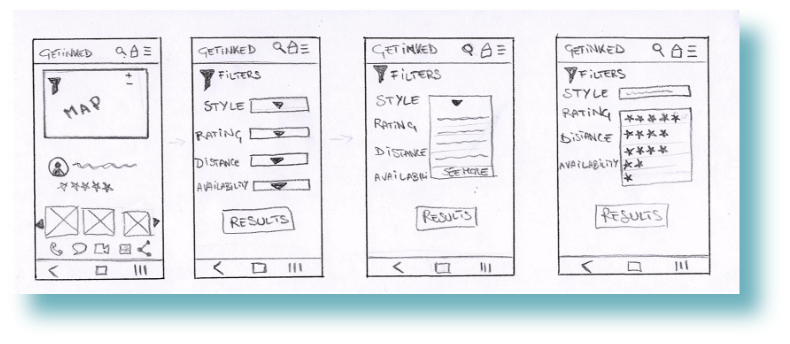 GETINKED
MAP
GETINKED
FILTERS
STYLE
RATING
DISTANCE
AVAILABILITY
RESULTS
GETINKED
FILTERS
STYLE
RATING
DISTANCE
AVAILABILI
SEE MORE
RESULTS
GETINKED
FILTERS
STYLE
RATING
DISTANCE
AVAILABILITY
RESULTS